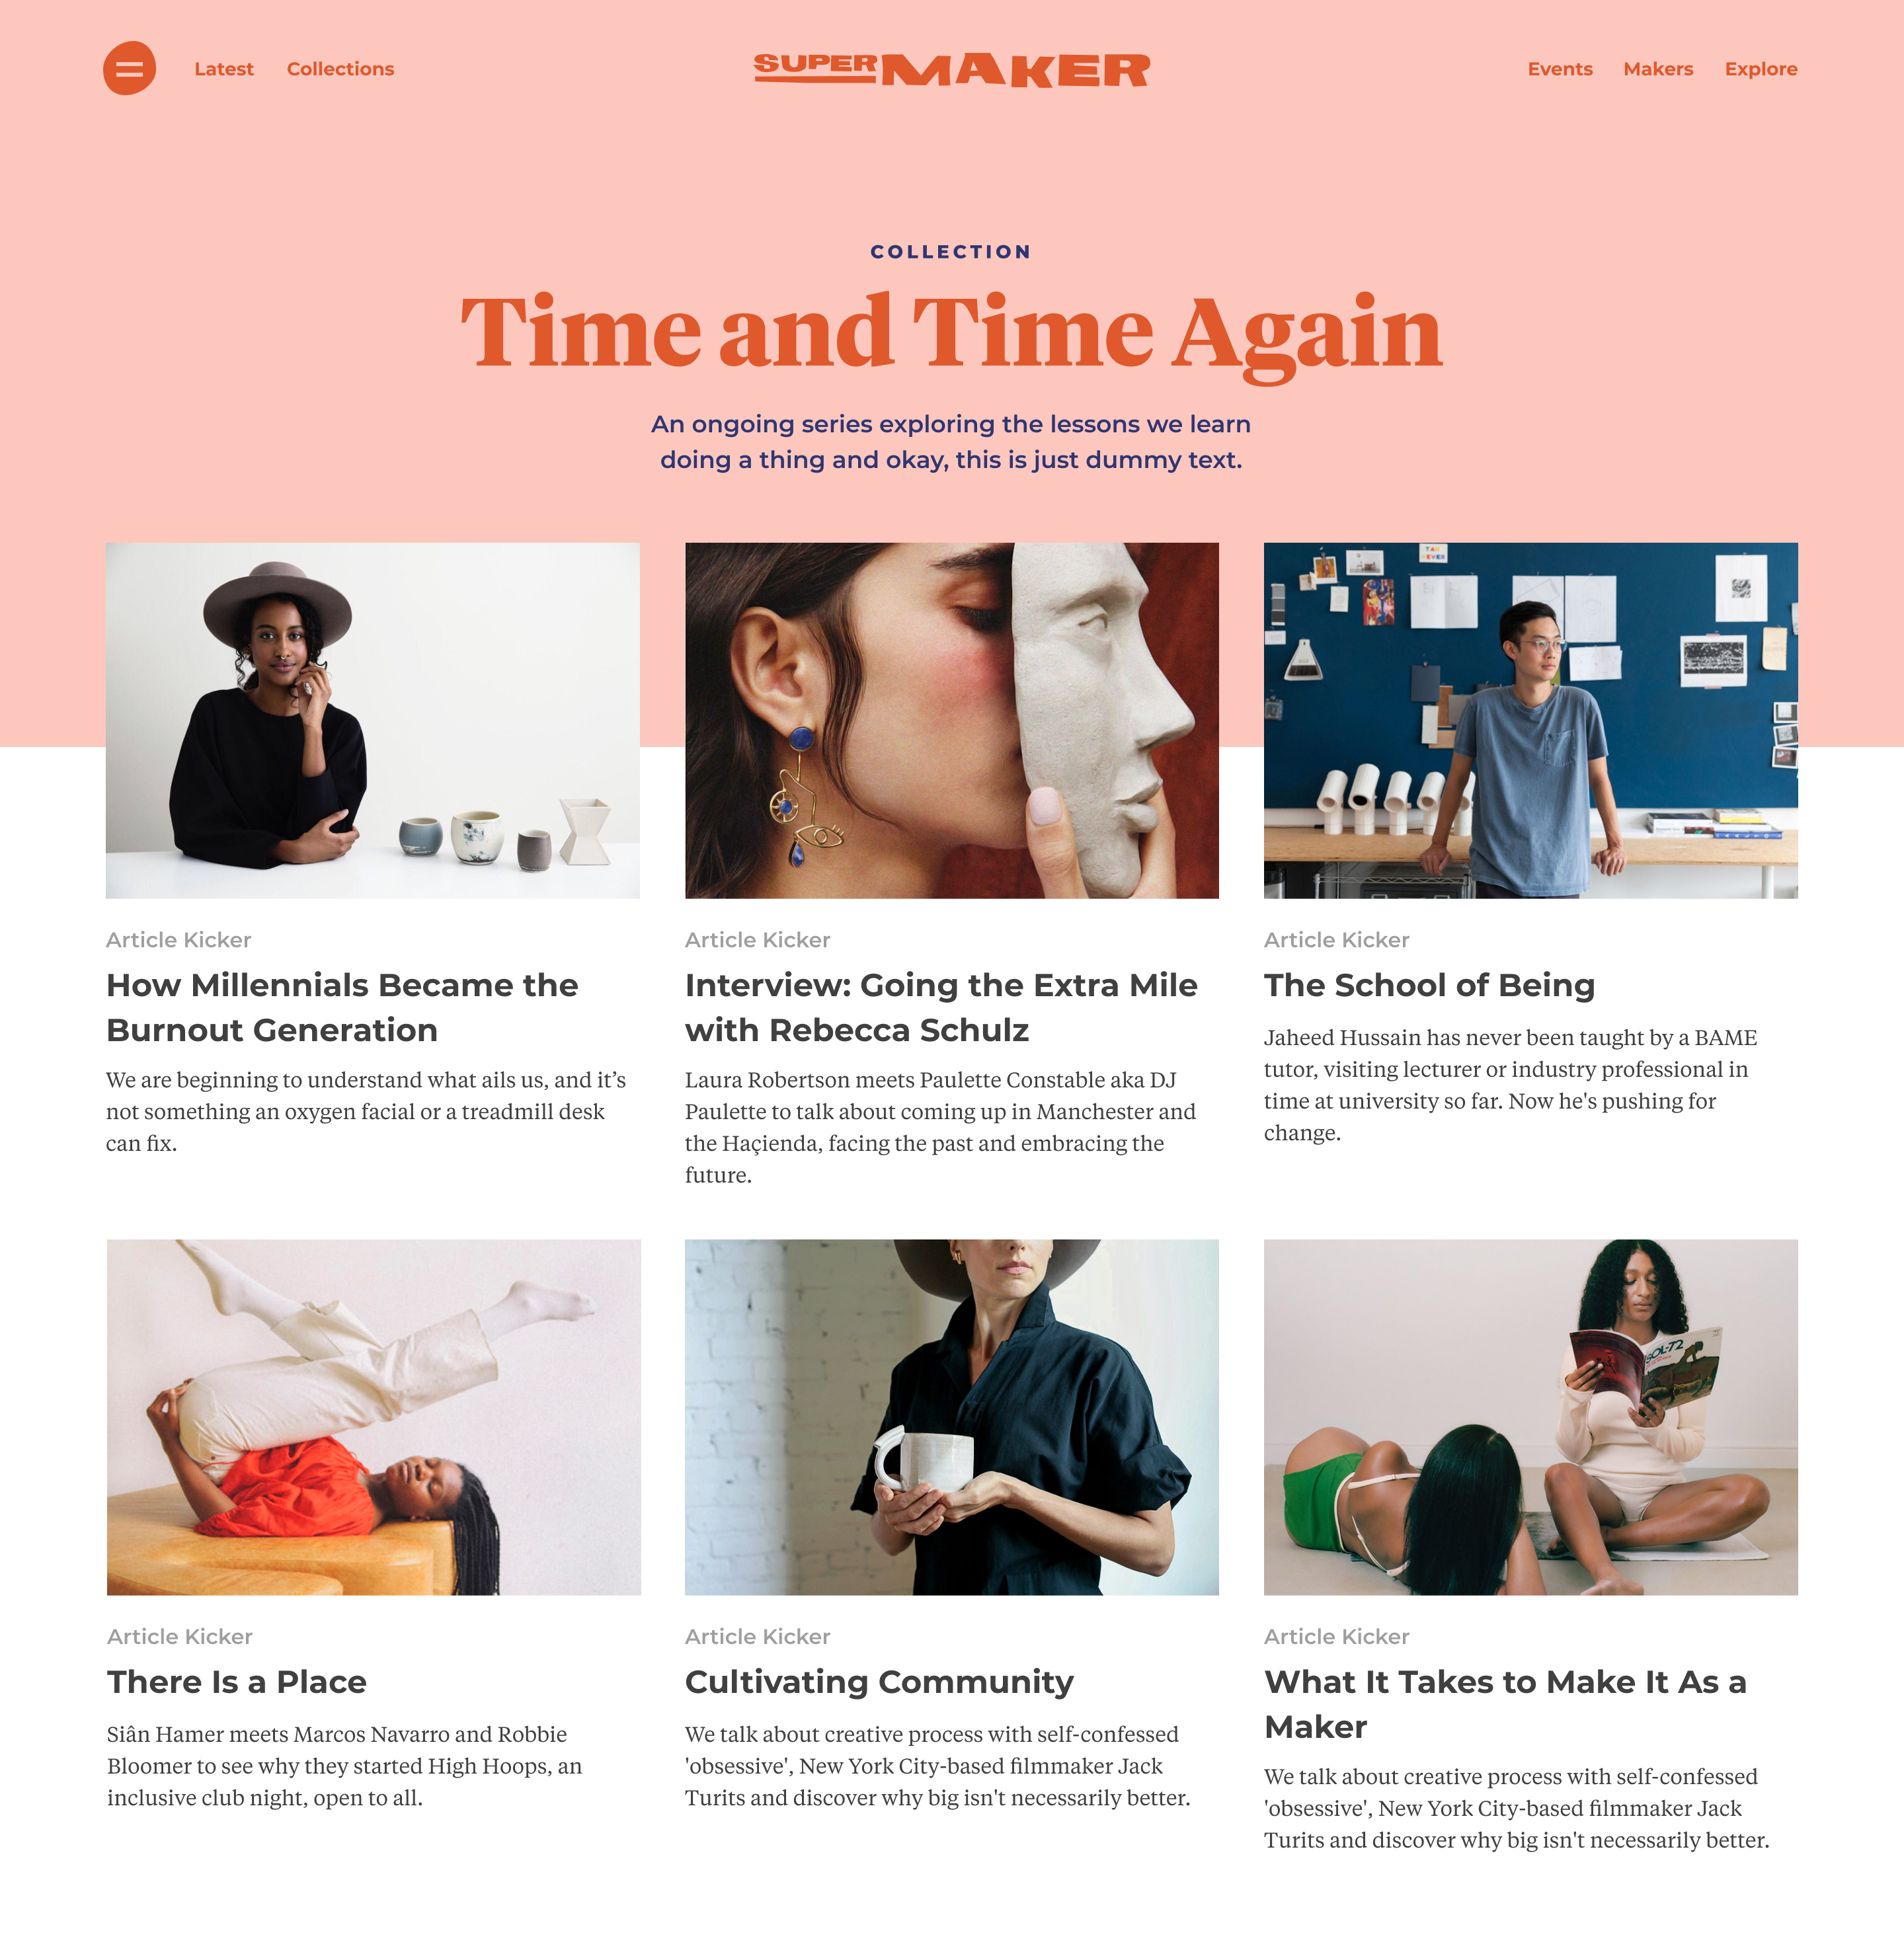 Latest Collections SUPERMAKER Events Makers Explore
COLLECTION
Time and Time Again
An ongoing series exploring the lessons we learn
doing a thing and okay, this is just dummy text.
Article Kicker
How Millennials Became the
Burnout Generation
We are beginning to understand what ails us, and it’s
not something an oxygen facial or a treadmill desk
can fix.
Article Kicker
Interview: Going the Extra Mile
with Rebecca Schulz
Laura Robertson meets Paulette Constable aka DJ
Paulette to talk about coming up in Manchester and
the Haçienda, facing the past and embracing the
future.
Article Kicker
The School of Being
Jaheed Hussain has never been taught by a BAME
tutor, visiting lecturer or industry professional in
time at university so far. Now he's pushing for
change.
Article Kicker
There Is a Place
Siân Hamer meets Marcos Navarro and Robbie
Bloomer to see why they started High Hoops, an
inclusive club night, open to all.
Article Kicker
Cultivating Community
We talk about creative process with self-confessed
'obsessive', New York City-based filmmaker Jack
Turits and discover why big isn't necessarily better.
Article Kicker
What It Takes to Make It As a
Maker
We talk about creative process with self-confessed
'obsessive', New York City-based filmmaker Jack
Turits and discover why big isn't necessarily better.